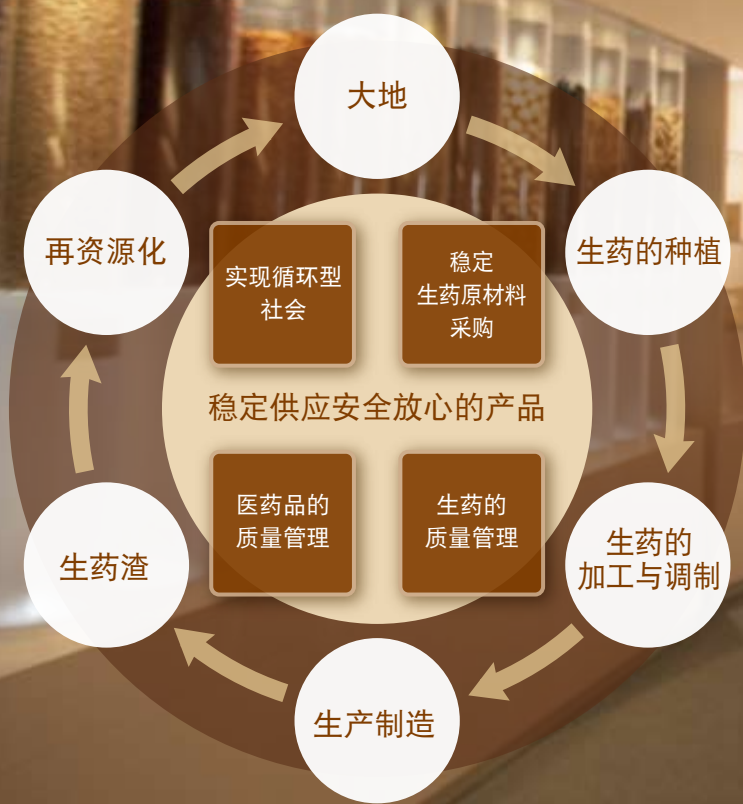 大地
再资源化
生药的种植
实现循环型
社会
稳定
生药原材料
采购
稳定供应安全放心的产品
医药品的
质量管理
生药的
质量管理
生药渣
生药的
加工与调制
生产制造